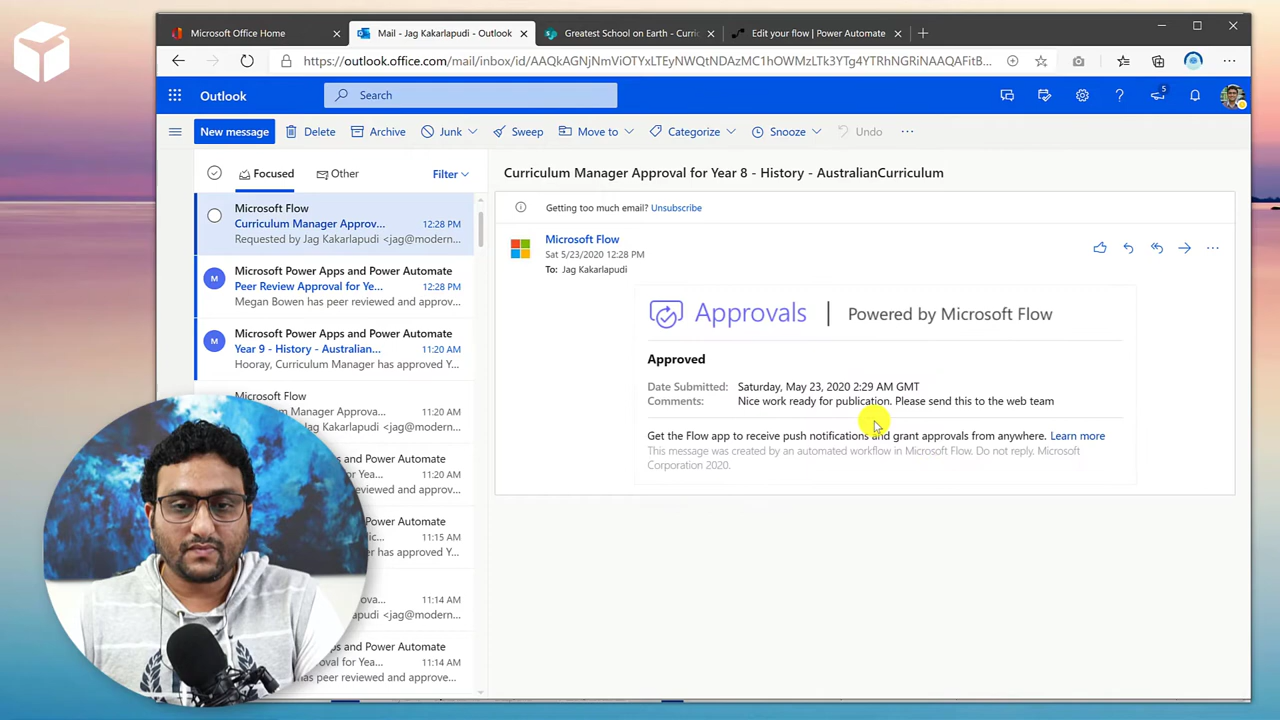 Microsoft Office Home
Mail - Jag Kakarlapudi - Outlook
Greatest School on Earth - Curric
Edit your flow | Power Automate
https://outlook.office.com/mail/inbox/id/AAQkAGNjNmViOTYxLTEyNWQtNDAzMC1hOWMzLTk3YTg4YTRhNGRiNAAQAFitB...
Outlook
Search
5
New message
Delete
Archive
Junk
Sweep
Move to
Categorize
Snooze
Undo
Focused
Other
Filter
Microsoft Flow
Curriculum Manager Approv... 12:28 PM
Requested by Jag Kakarlapudi <jag@modern...
M
Microsoft Power Apps and Power Automate
Peer Review Approval for Ye... 12:28 PM
Megan Bowen has peer reviewed and approv...
M
Microsoft Power Apps and Power Automate
Year 9 - History - Australian... 11:20 AM
Hooray, Curriculum Manager has approved Y...
Microsoft Flow
11:20 AM
rlapudi <jag@modern...
ps and Power Automate
11:20 AM
eviewed and approv...
Power Automate
11:15 AM
er has approved Y...
11:14 AM
<jag@modern...
ps and Power Automate
oval for Yea... 11:14 AM
has peer reviewed and approv...
Curriculum Manager Approval for Year 8 - History - AustralianCurriculum
Getting too much email? Unsubscribe
Microsoft Flow
Sat 5/23/2020 12:28 PM
To: Jag Kakarlapudi
Approvals | Powered by Microsoft Flow
Approved
Date Submitted: Saturday, May 23, 2020 2:29 AM GMT
Comments: Nice work ready for publication. Please send this to the web team
Get the Flow app to receive push notifications and grant approvals from anywhere. Learn more
This message was created by an automated workflow in Microsoft Flow. Do not reply. Microsoft
Corporation 2020.